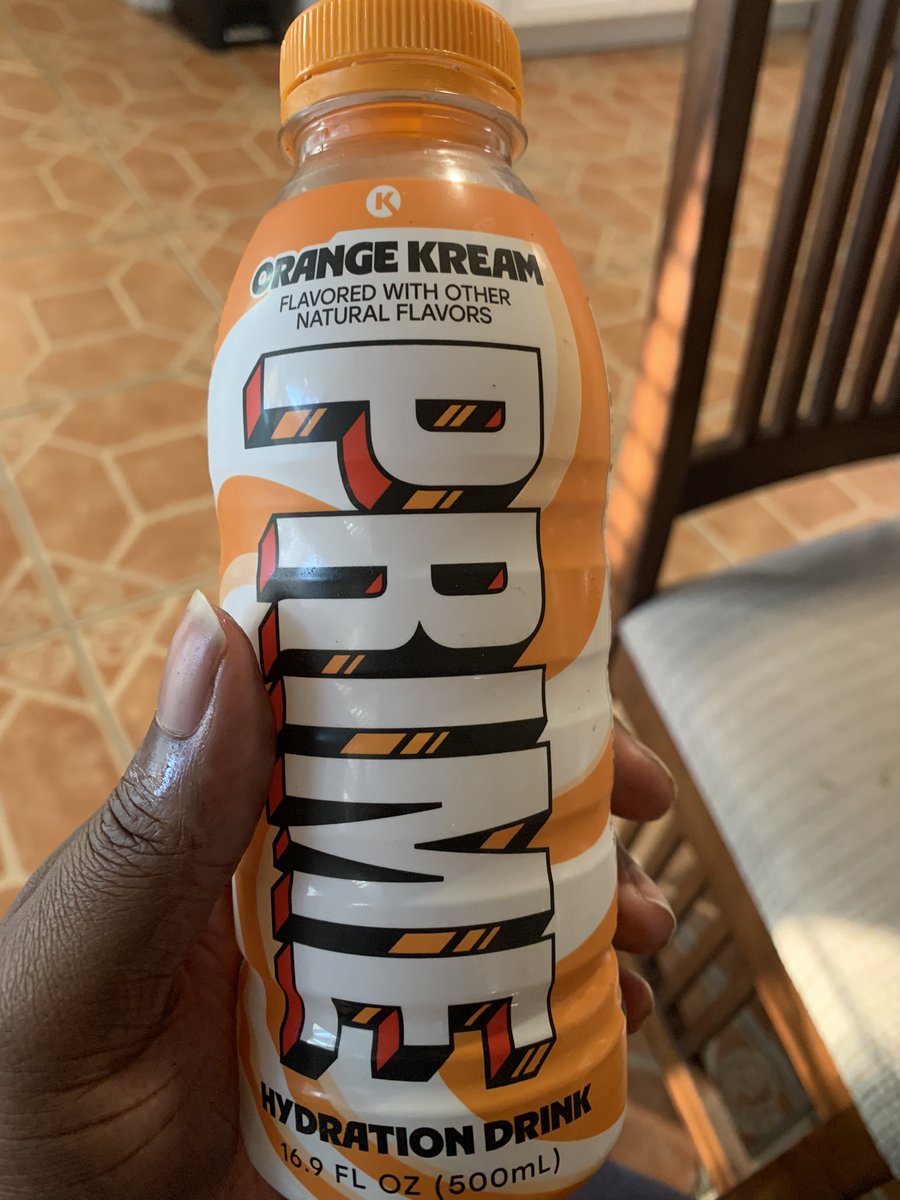 K
ORANGE KREAM
FLAVORED WITH OTHER
NATURAL FLAVORS
PRIME
HYDRATION DRINK
16.9 FL OZ (500mL)